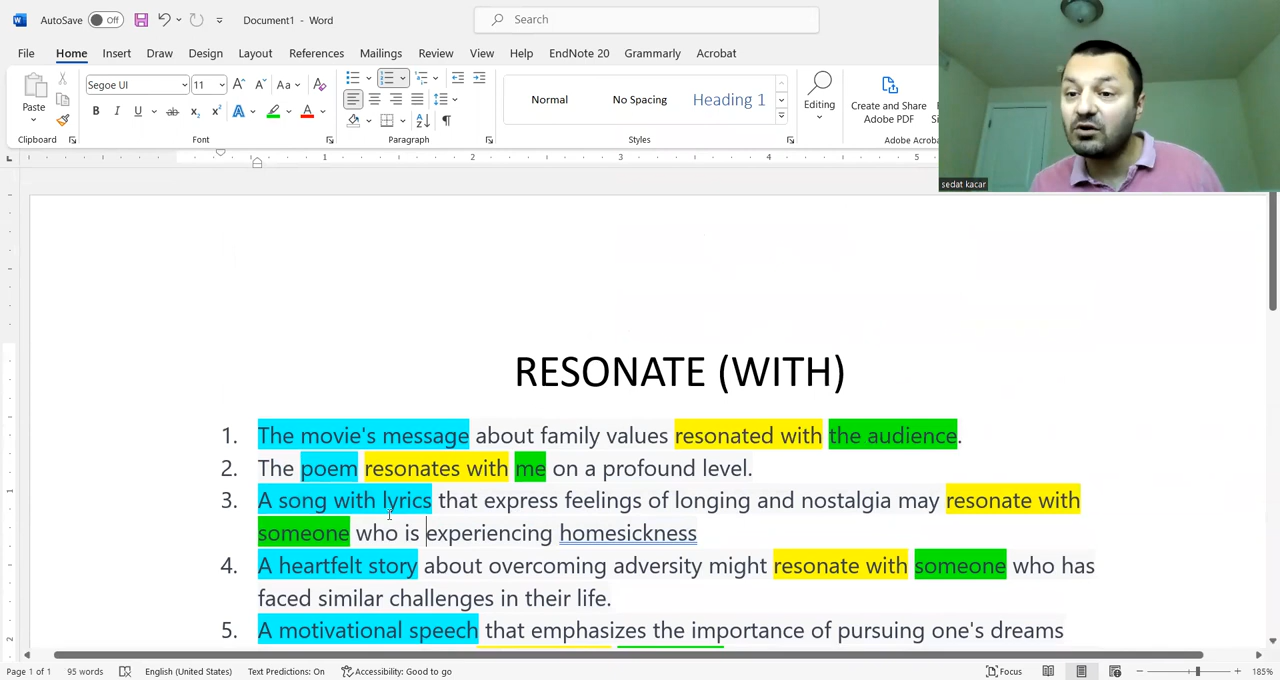 AutoSave Off Document1 - Word Search
File Home Insert Draw Design Layout References Mailings Review View Help EndNote 20 Grammarly Acrobat
Paste Segoe UI 11 Normal No Spacing Heading 1 Editing Create and Share
Adobe PDF
Clipboard Font Paragraph Styles
sedat kacar
1 2 3 4 5
RESONATE (WITH)
1. The movie's message about family values resonated with the audience.
2. The poem resonates with me on a profound level.
3. A song with lyrics that express feelings of longing and nostalgia may resonate with
someone who is experiencing homesickness
4. A heartfelt story about overcoming adversity might resonate with someone who has
faced similar challenges in their life.
5. A motivational speech that emphasizes the importance of pursuing one's dreams
Page 1 of 1 95 words English (United States) Text Predictions: On Accessibility: Good to go Focus 185%